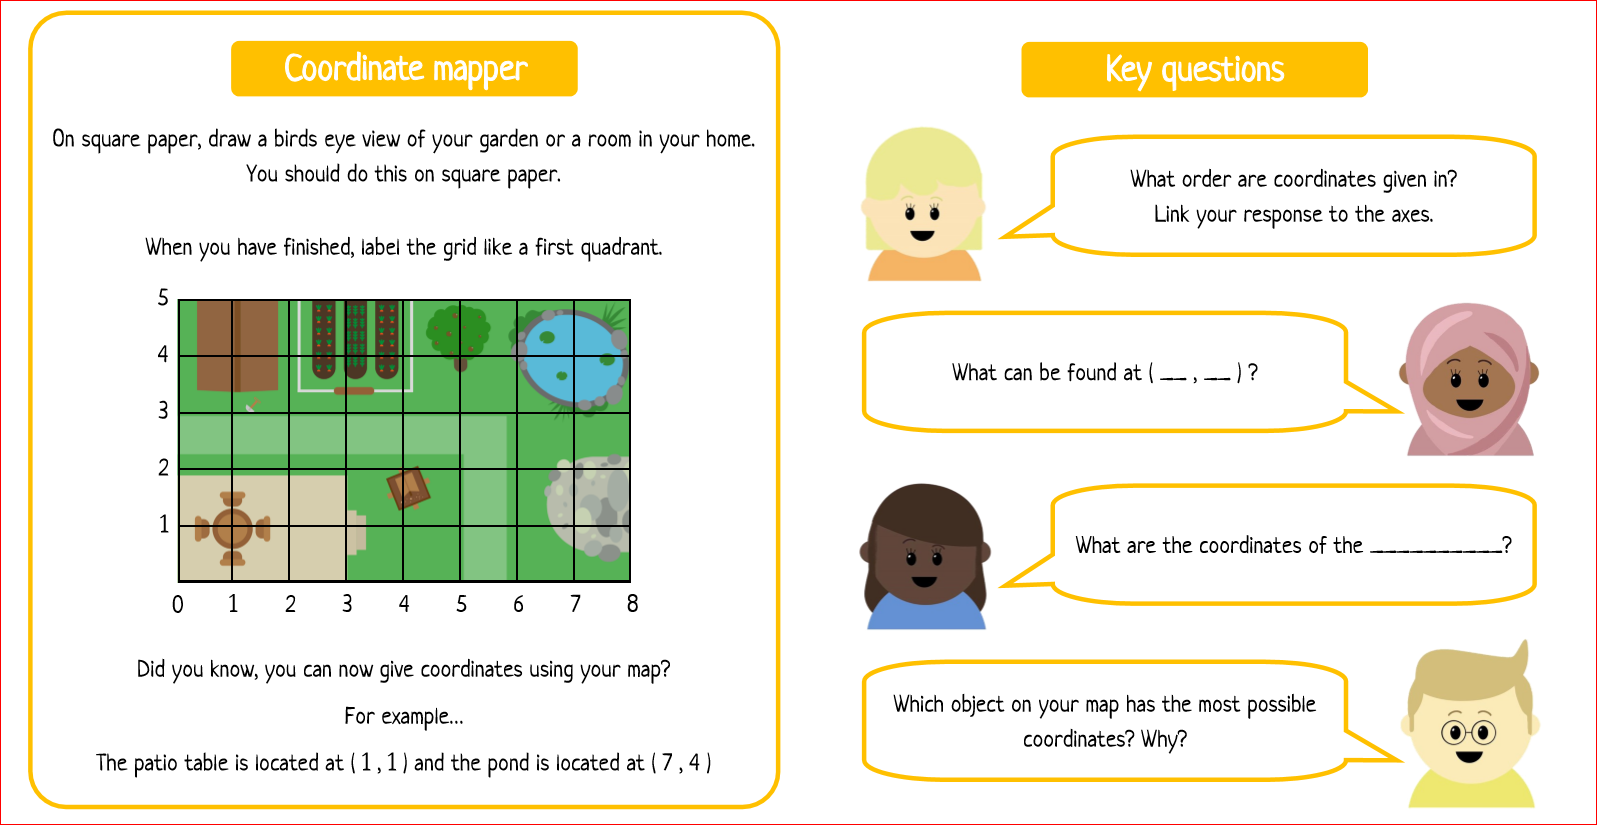 Coordinate mapper
On square paper, draw a birds eye view of your garden or a room in your home.
You should do this on square paper.
When you have finished, label the grid like a first quadrant.
5
4
3
2
1
0 1 2 3 4 5 6 7 8
Did you know, you can now give coordinates using your map?
For example...
The patio table is located at ( 1 , 1 ) and the pond is located at ( 7 , 4 )
Key questions
What order are coordinates given in?
Link your response to the axes.
What can be found at ( __ , __ ) ?
What are the coordinates of the ___________?
Which object on your map has the most possible
coordinates? Why?